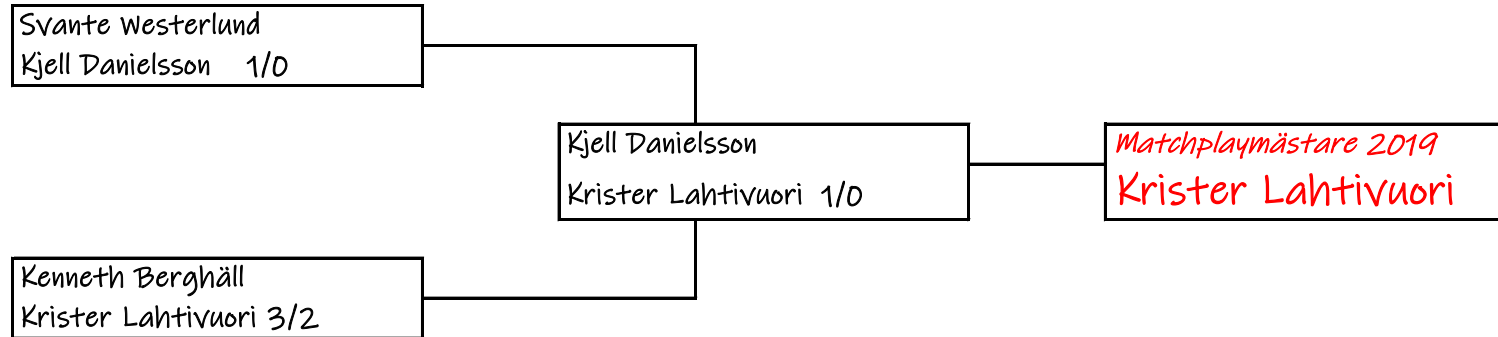 Svante Westerlund
Kjell Danielsson 1/0
Kjell Danielsson
Krister Lahtivuori 1/0
Matchplaymästare 2019
Krister Lahtivuori
Kenneth Berghäll
Krister Lahtivuori 3/2